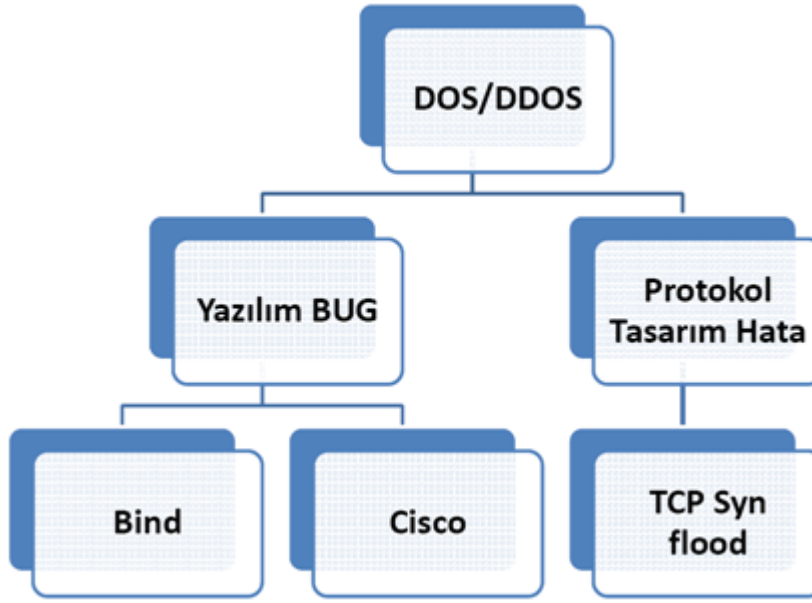 DOS/DDOS
Yazılım BUG
Protokol
Tasarım Hata
Bind
Cisco
TCP Syn
flood